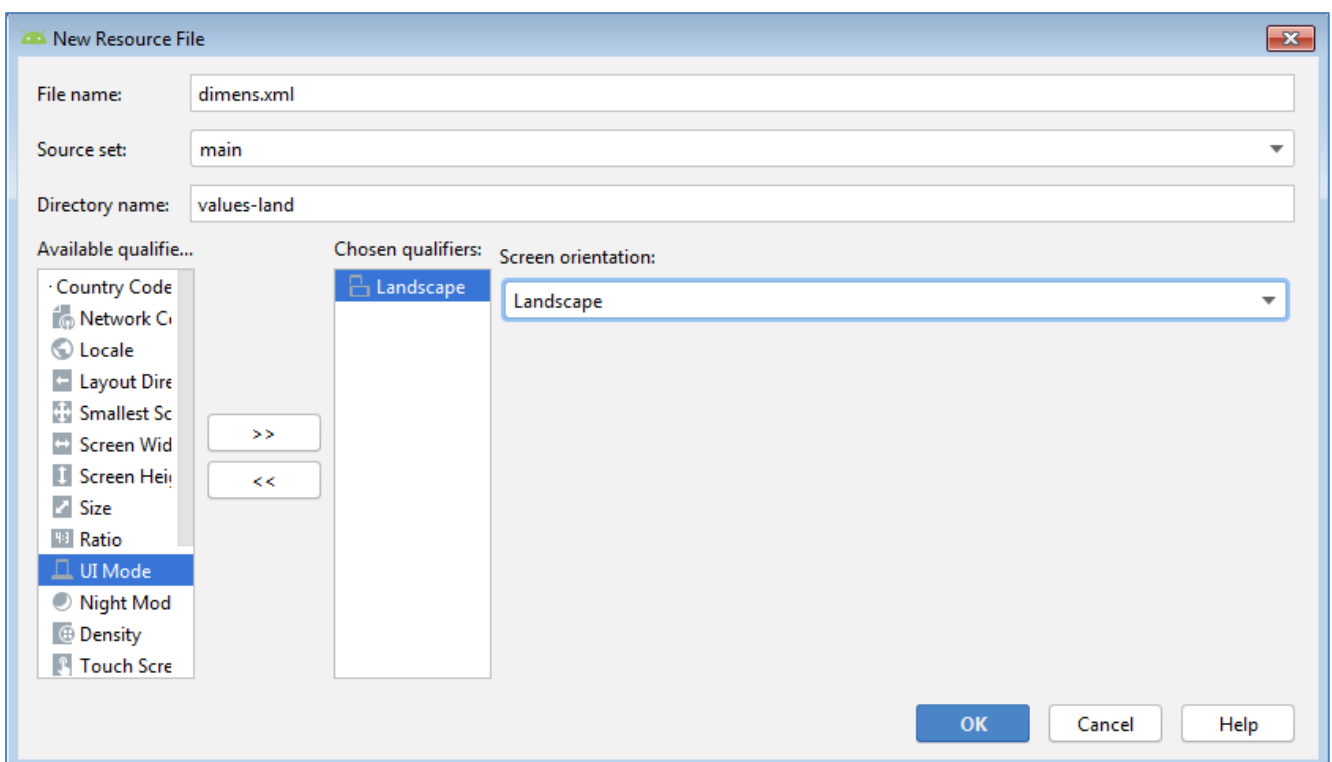 New Resource File
File name: dimens.xml
Source set: main
Directory name: values-land
Available qualifie... Chosen qualifiers: Screen orientation:
Country Code
Network C
Locale
Layout Dire
Smallest Sc
Screen Wid
Screen Hei
Size
4:3 Ratio
UI Mode
Night Mod
Density
Touch Scre
>>
<<
Landscape
Landscape
OK Cancel Help